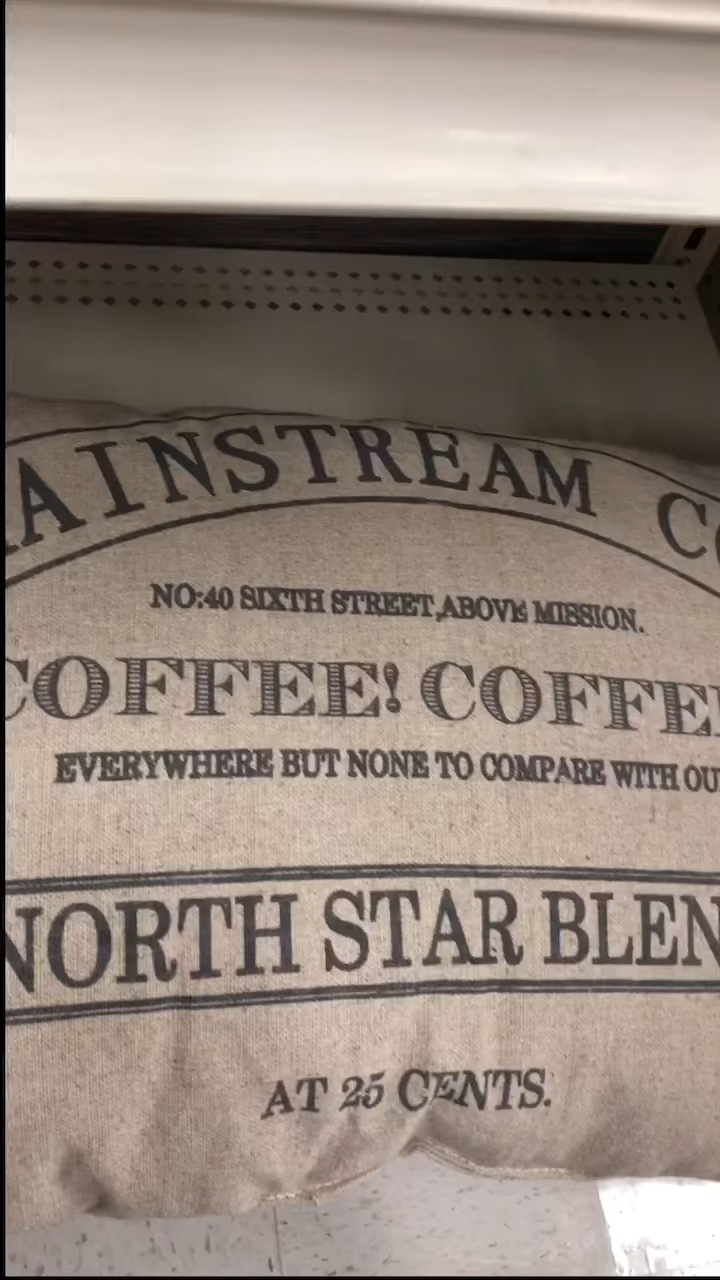 AINSTREAM CO
NO:40 SIXTH STREET,ABOVE MISSION.
COFFEE! COFFE
EVERYWHERE BUT NONE TO COMPARE WITH OU
NORTH STAR BLEN
AT 25 CENTS.